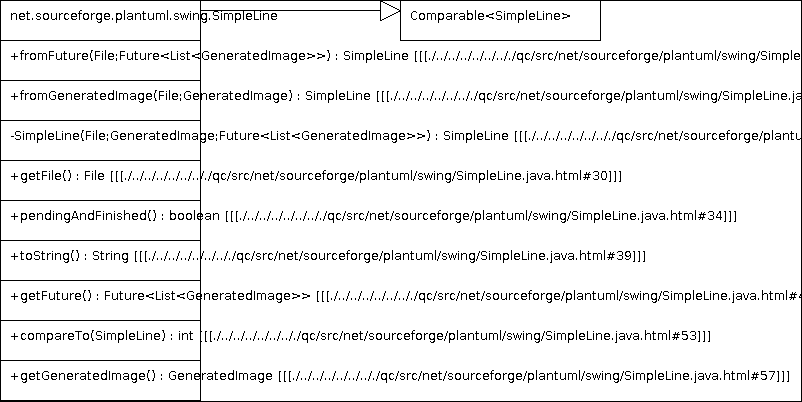 net.sourceforge.plantuml.swing.SimpleLine
Comparable<SimpleLine>
+fromFuture(File;Future<List<GeneratedImage>>) : SimpleLine [[[./../../../../../../../qc/src/net/sourceforge/plantuml/swing/Simple
+fromGeneratedImage(File;GeneratedImage) : SimpleLine [[[./../../../../../../../qc/src/net/sourceforge/plantuml/swing/SimpleLine.ja
-SimpleLine(File;GeneratedImage;Future<List<GeneratedImage>>) : SimpleLine [[[./../../../../../../../qc/src/net/sourceforge/plantu
+getFile() : File [[[./../../../../../../../qc/src/net/sourceforge/plantuml/swing/SimpleLine.java.html#30]]]
+pendingAndFinished() : boolean [[[./../../../../../../../qc/src/net/sourceforge/plantuml/swing/SimpleLine.java.html#34]]]
+toString() : String [[[./../../../../../../../qc/src/net/sourceforge/plantuml/swing/SimpleLine.java.html#39]]]
+getFuture() : Future<List<GeneratedImage>> [[[./../../../../../../../qc/src/net/sourceforge/plantuml/swing/SimpleLine.java.html#4
+compareTo(SimpleLine) : int [[[./../../../../../../../qc/src/net/sourceforge/plantuml/swing/SimpleLine.java.html#53]]]
+getGeneratedImage() : GeneratedImage [[[./../../../../../../../qc/src/net/sourceforge/plantuml/swing/SimpleLine.java.html#57]]]